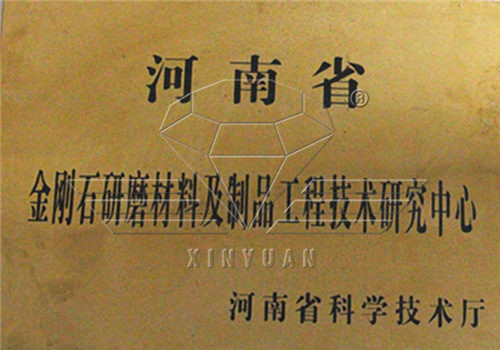 河南省
®
金刚石研磨材料及制品工程技术研究中心
XINYUAN
河南省科学技术厅